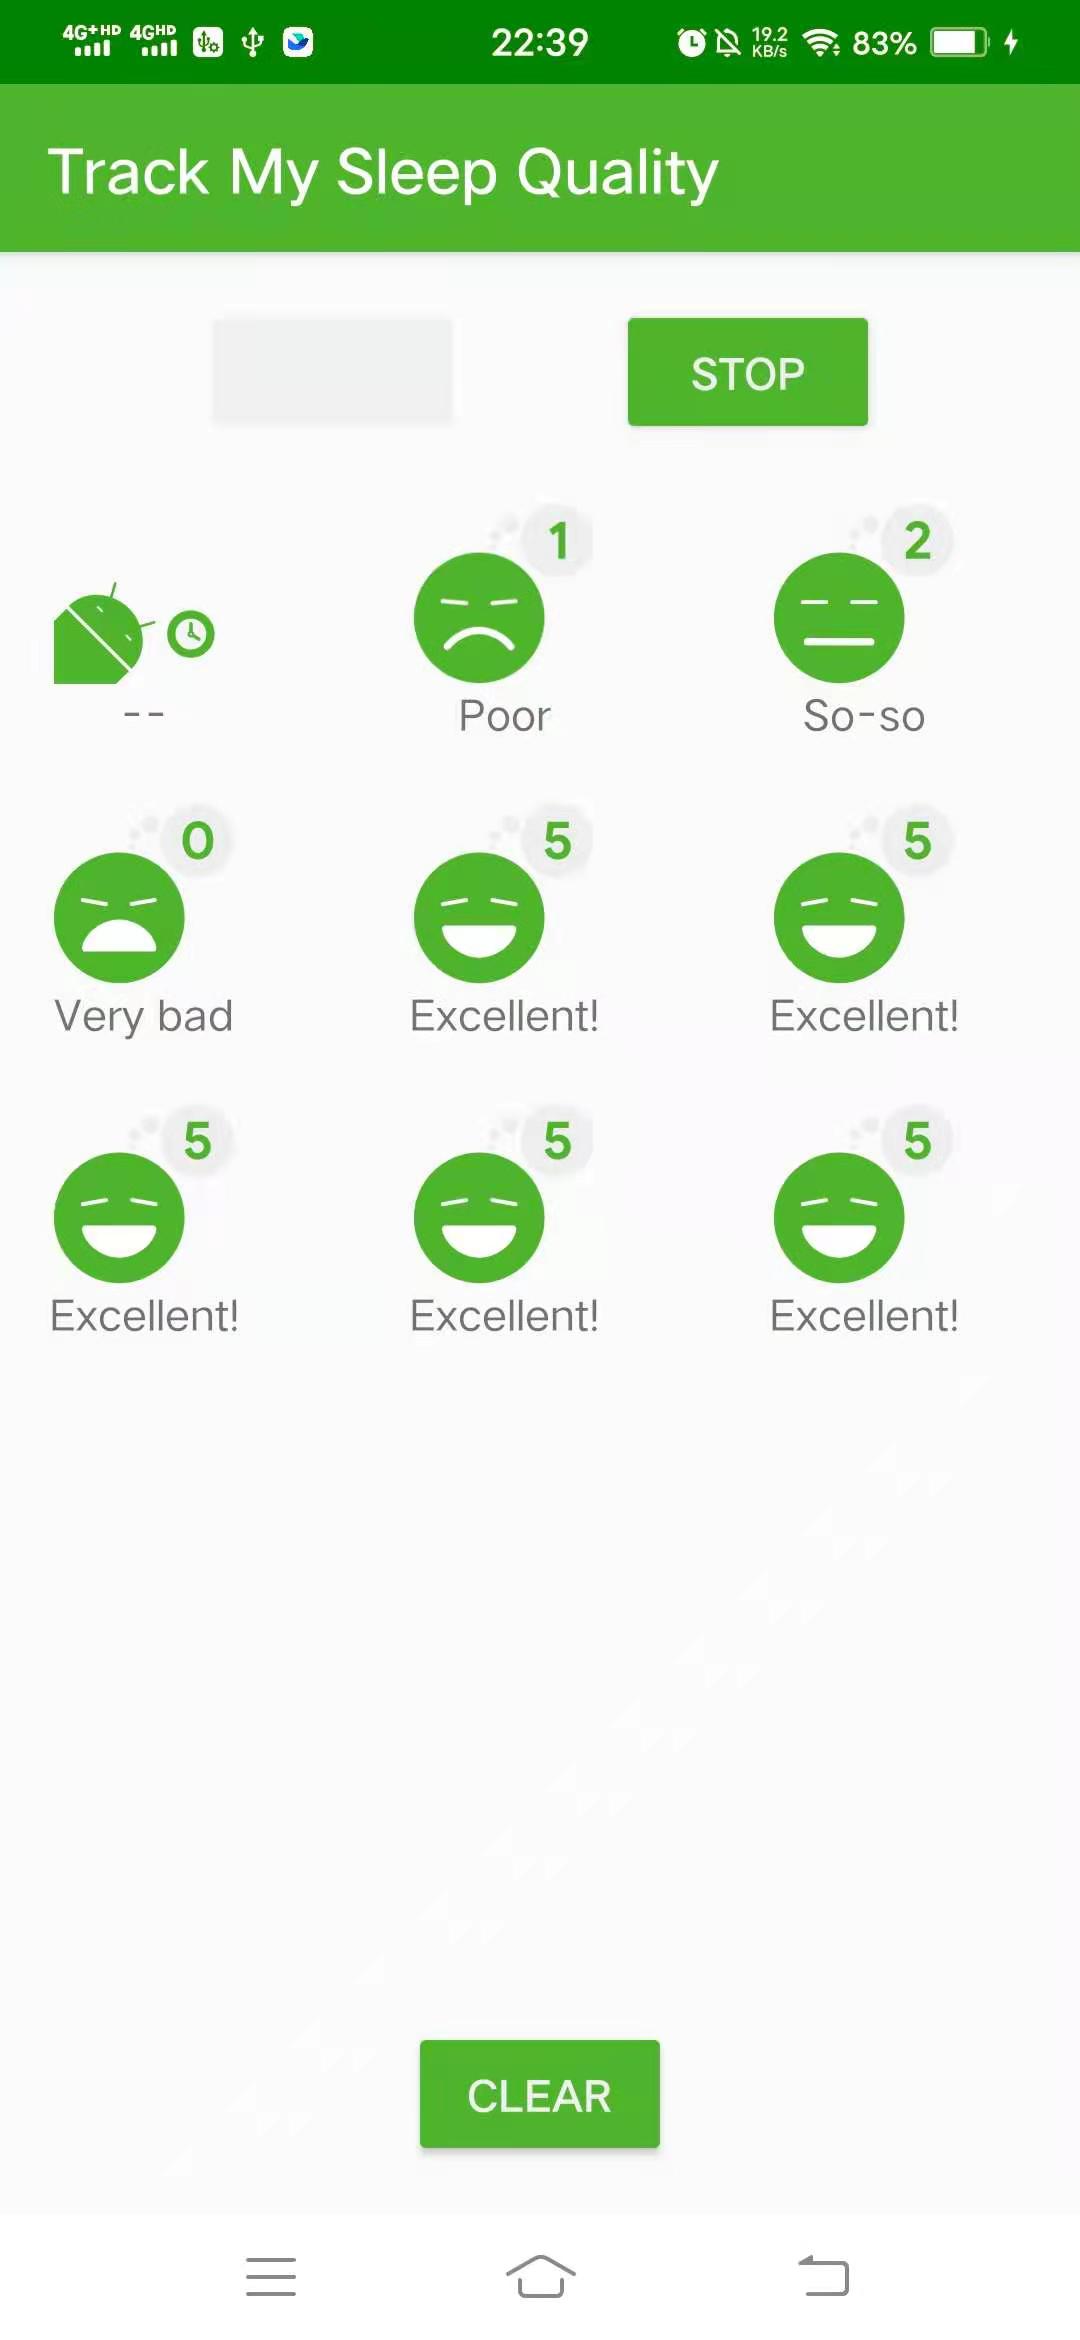 4G+HD 4GHD 22:39 19.2 KB/s 83%
Track My Sleep Quality
STOP
1 2
-- Poor So-so
0 5 5
Very bad Excellent! Excellent!
5 5 5
Excellent! Excellent! Excellent!
CLEAR